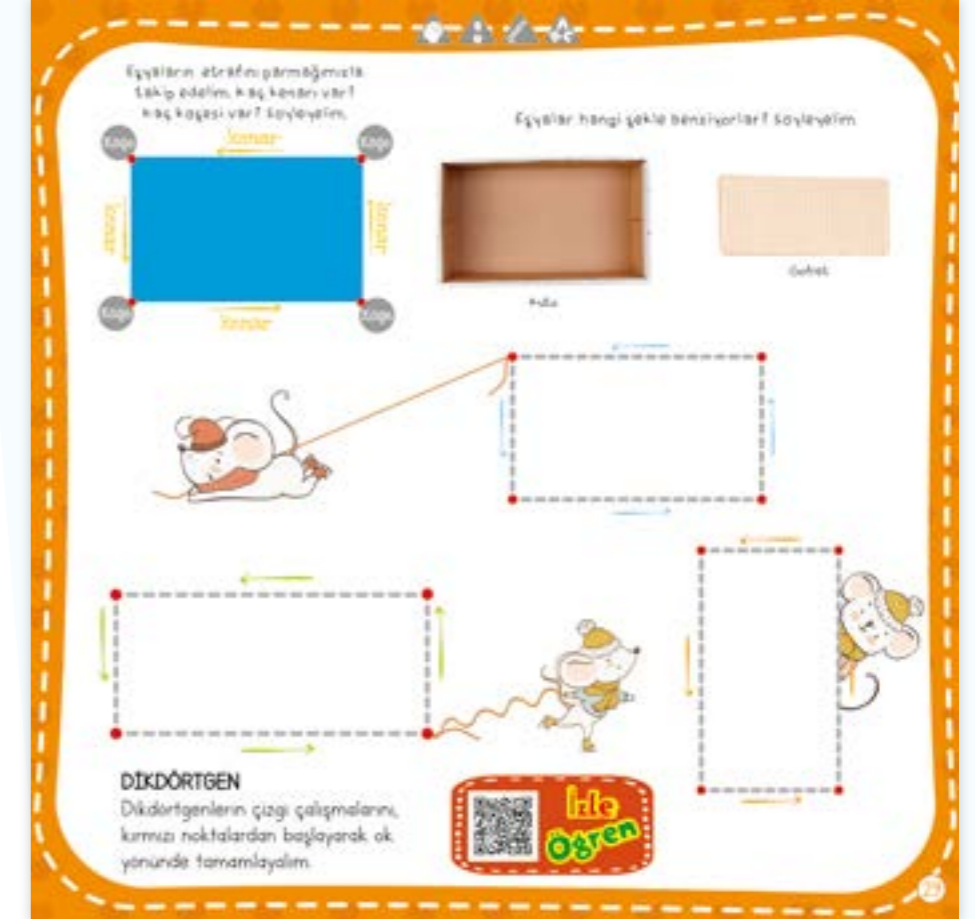 Eşyaların etrafını parmağımızla
takip edelim. Kaç kenarı var?
Kaç köşesi var? Söyleyelim.
Eşyalar hangi şekle benziyorlar? Söyleyelim
Köşe
Kenar
Köşe
Kenar
Kenar
Köşe
Kenar
Köşe
Kutu
Gofret
DİKDÖRTGEN
Dikdörtgenlerin çizgi çalışmalarını,
kırmızı noktalardan başlayarak ok
yönünde tamamlayalım.
İzle
Öğren
29